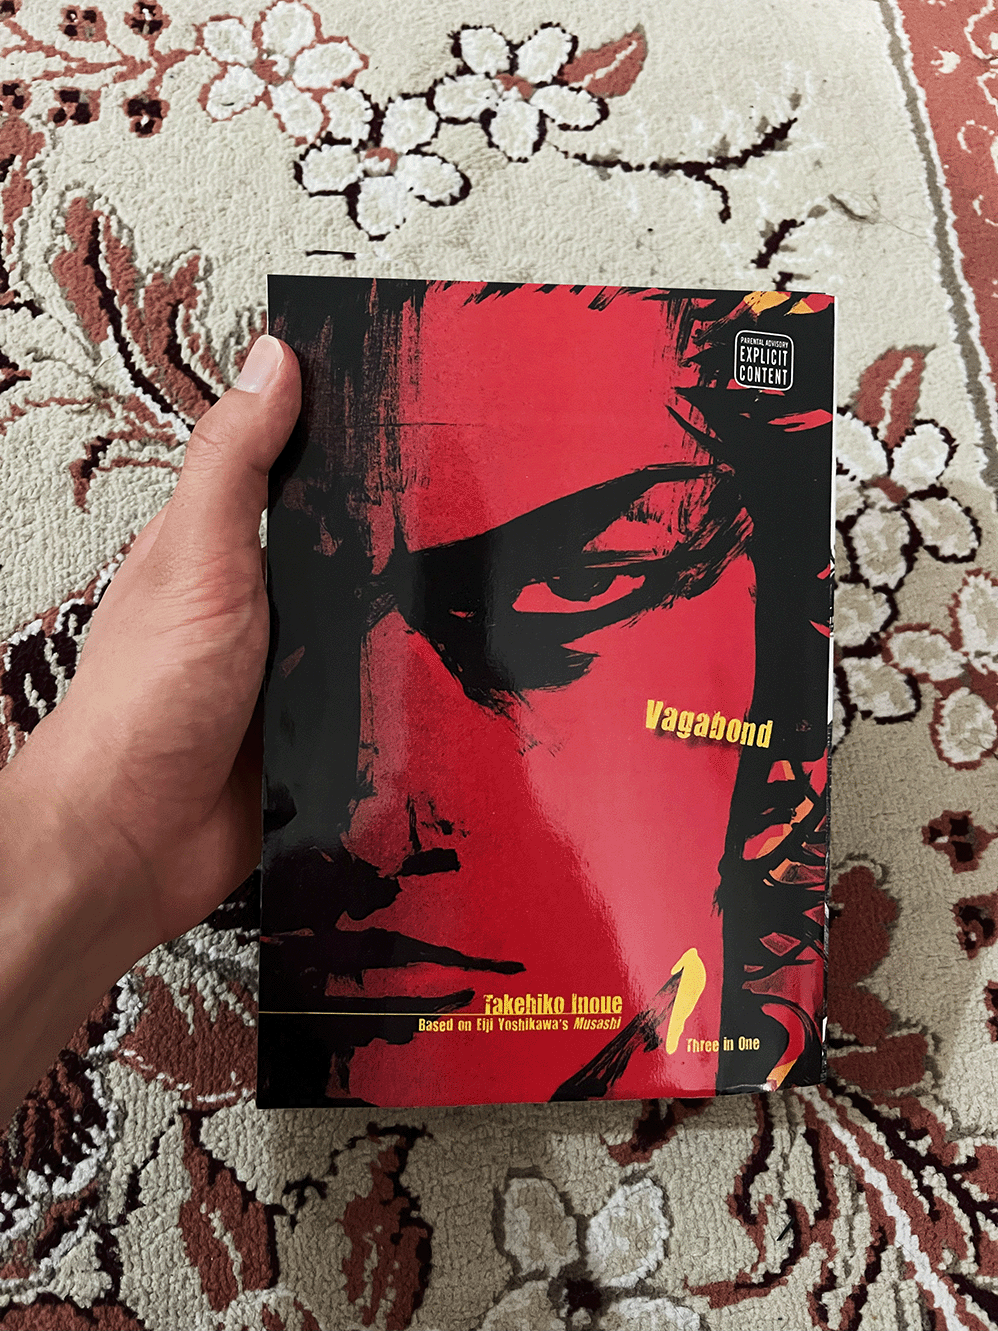 PARENTAL ADVISORY
EXPLICIT
CONTENT
Vagabond
Takehiko Inoue
Based on Eiji Yoshikawa's Musashi
1
Three in One